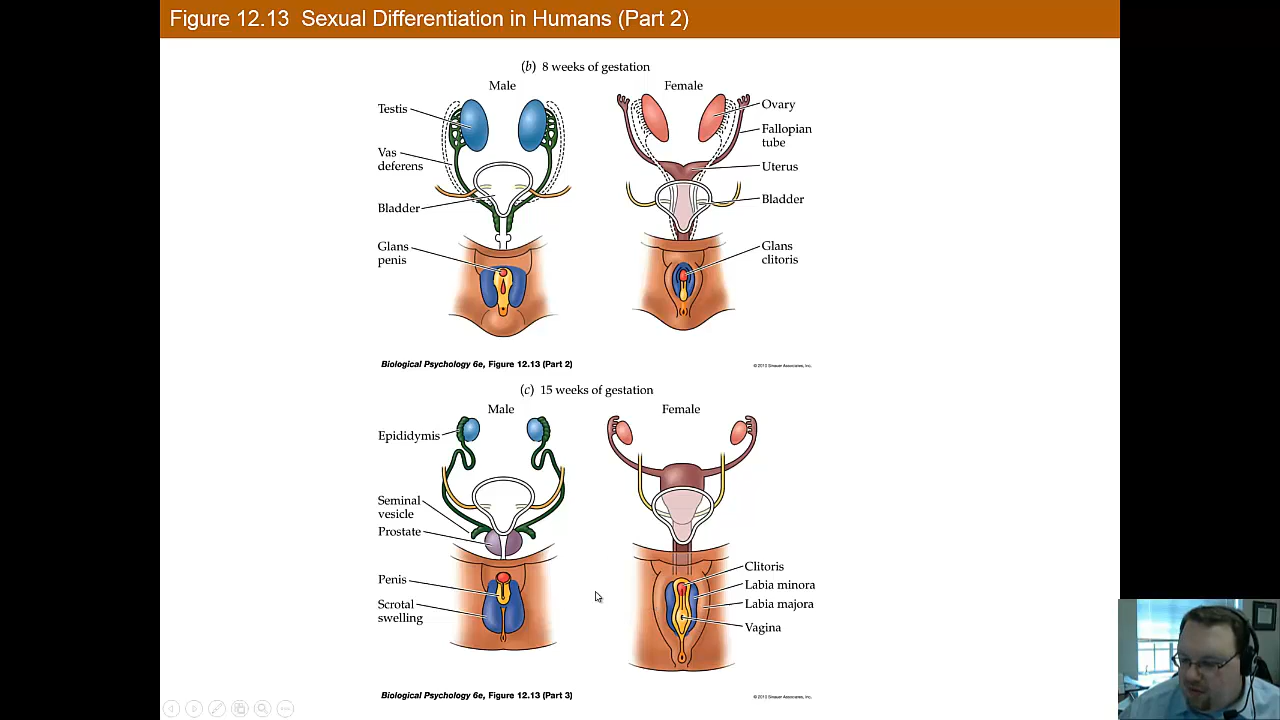 Figure 12.13 Sexual Differentiation in Humans (Part 2)
(b) 8 weeks of gestation
Male
Female
Testis
Vas
deferens
Bladder
Glans
penis
Ovary
Fallopian
tube
Uterus
Bladder
Glans
clitoris
Biological Psychology 6e, Figure 12.13 (Part 2)
© 2010 Sinauer Associates, Inc.
(c) 15 weeks of gestation
Male
Female
Epididymis
Seminal
vesicle
Prostate
Penis
Scrotal
swelling
Clitoris
Labia minora
Labia majora
Vagina
Biological Psychology 6e, Figure 12.13 (Part 3)
© 2010 Sinauer Associates, Inc.